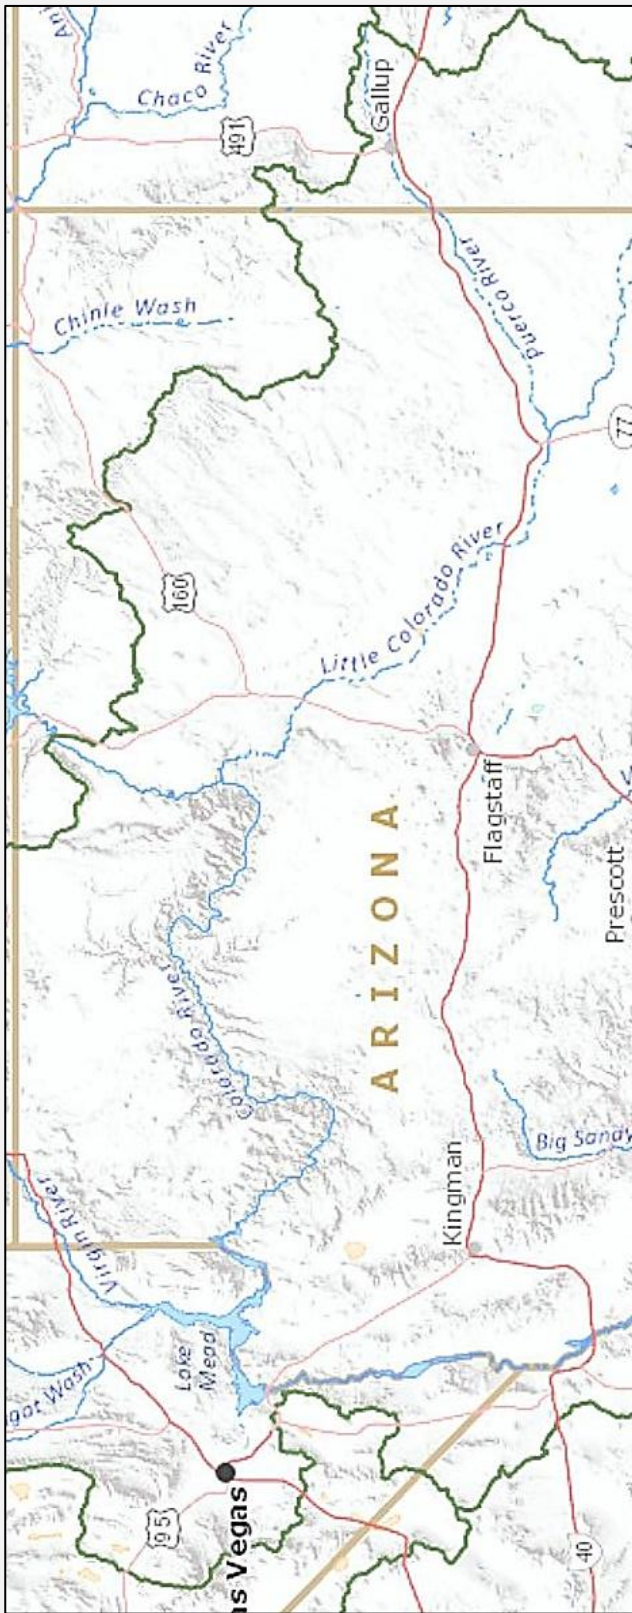 Chaco River
491
Gallup
Chinle Wash
Puerco River
77
160
Little Colorado River
ARIZONA
Flagstaff
Prescott
Colorado River
Big Sandy
Kingman
Virgin River
Lake
Mead
Wash
95
Vegas
40